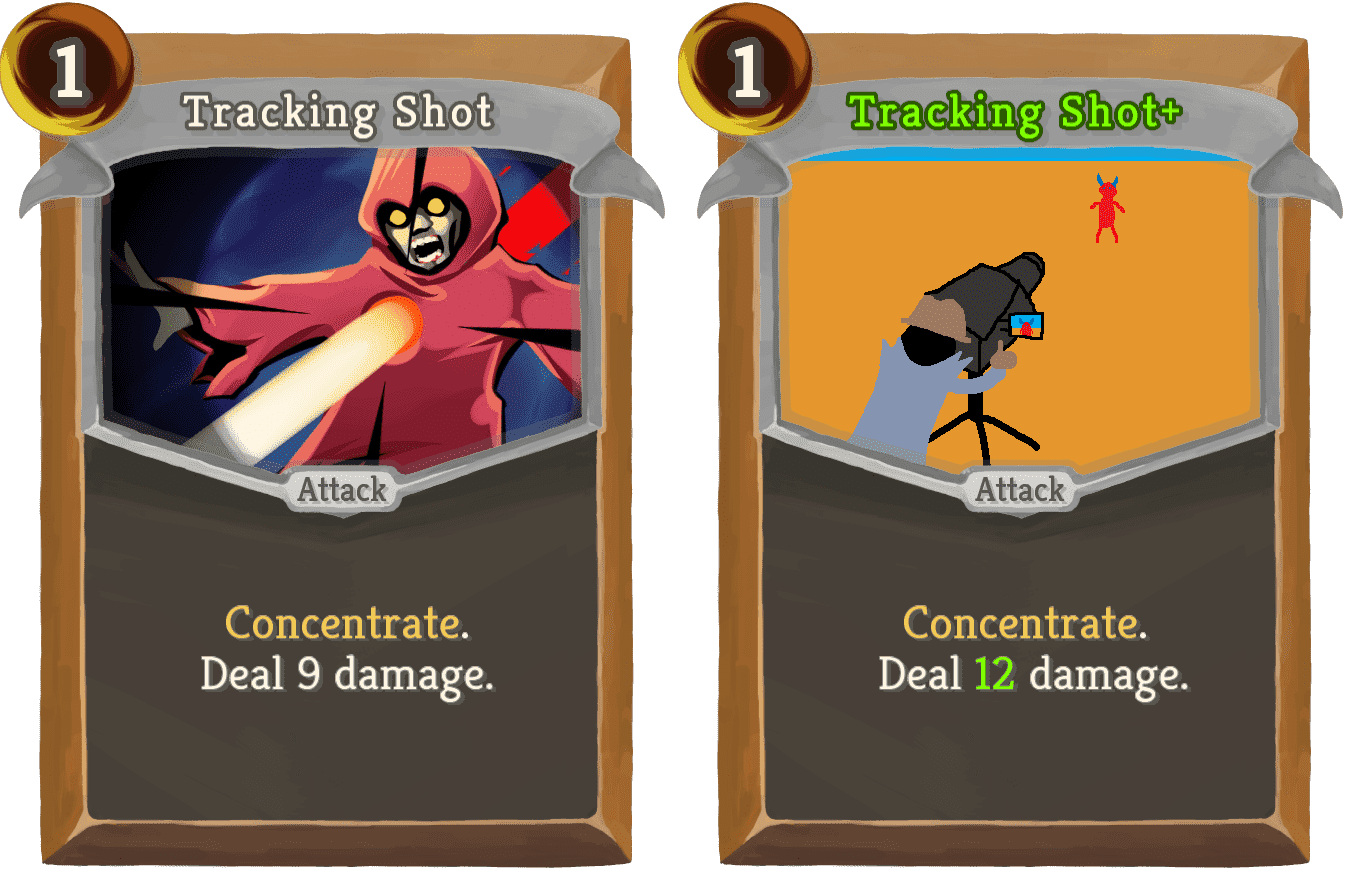 1
Tracking Shot
Attack
Concentrate.
Deal 9 damage.
1
Tracking Shot+
Attack
Concentrate.
Deal 12 damage.